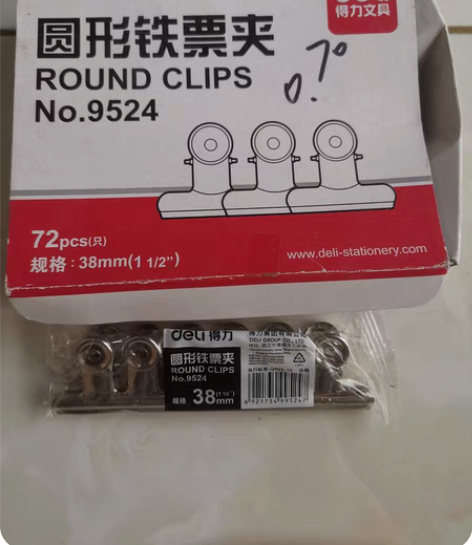 得力文具
圆形铁票夹
ROUND CLIPS
No.9524
0.70
72pcs(只)
规格:38mm(1 1/2")
www.deli-stationery.com
deli 得力
圆形铁票夹
ROUND CLIPS
No.9524
规格 38mm
DELI GROUP CO., LTD
6921734995247